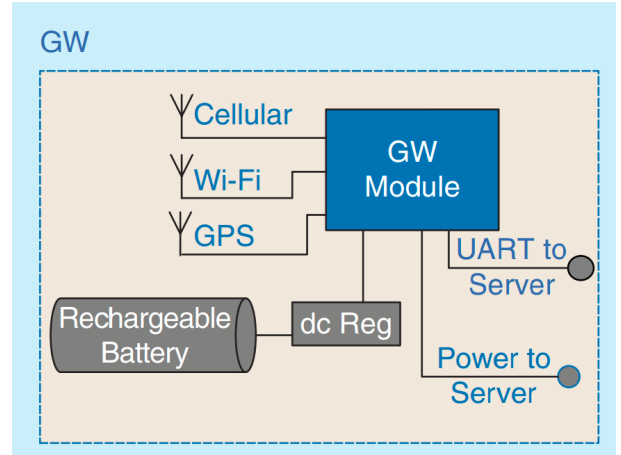 GW
Cellular
GW
Module
Wi-Fi
GPS
UART to
Server
Rechargeable
Battery
dc Reg
Power to
Server